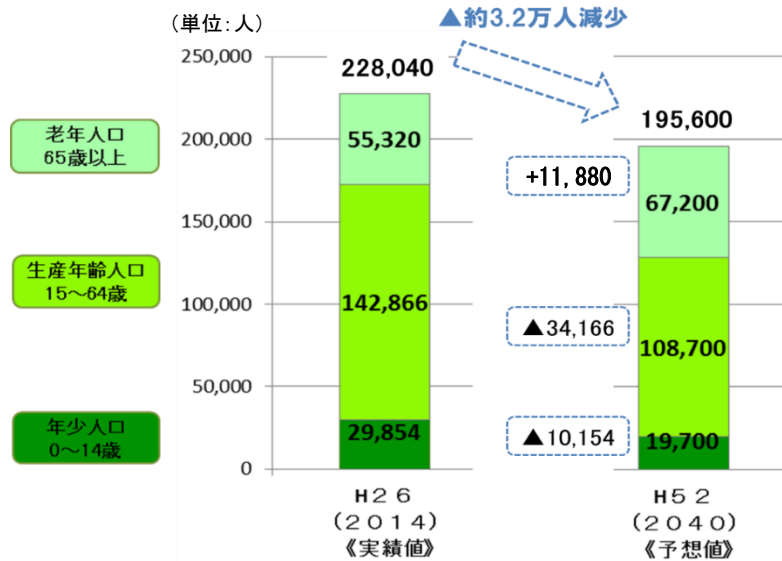 （単位：人）
▲約3.2万人減少
250,000
200,000
150,000
100,000
50,000
0
老年人口
65歳以上
生産年齢人口
15～64歳
年少人口
0～14歳
228,040
55,320
142,866
29,854
H２６
（２０１４）
《実績値》
+11,880
▲34,166
▲10,154
195,600
67,200
108,700
19,700
H５２
（２０４０）
《予想値》